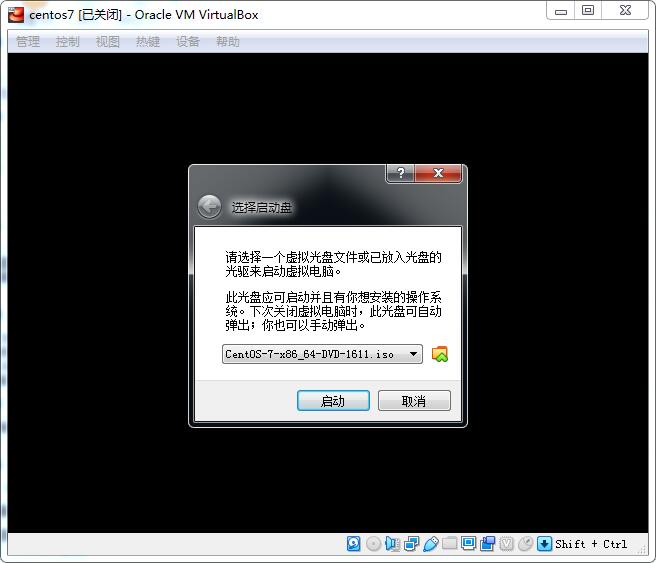 centos7 [已关闭] - Oracle VM VirtualBox
管理 控制 视图 热键 设备 帮助
选择启动盘
请选择一个虚拟光盘文件或已放入光盘的
光驱来启动虚拟电脑。
此光盘应可启动并且有你想安装的操作系
统。下次关闭虚拟电脑时，此光盘可自动
弹出；你也可以手动弹出。
CentOS-7-x86_64-DVD-1611.iso
启动 取消
Shift + Ctrl